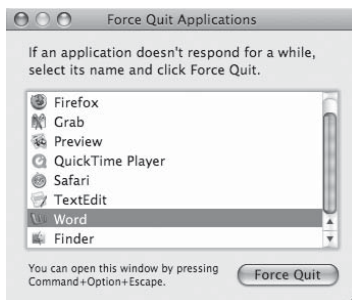 Force Quit Applications
If an application doesn't respond for a while,
select its name and click Force Quit.
Firefox
Grab
Preview
QuickTime Player
Safari
TextEdit
Word
Finder
You can open this window by pressing
Command+Option+Escape.
Force Quit